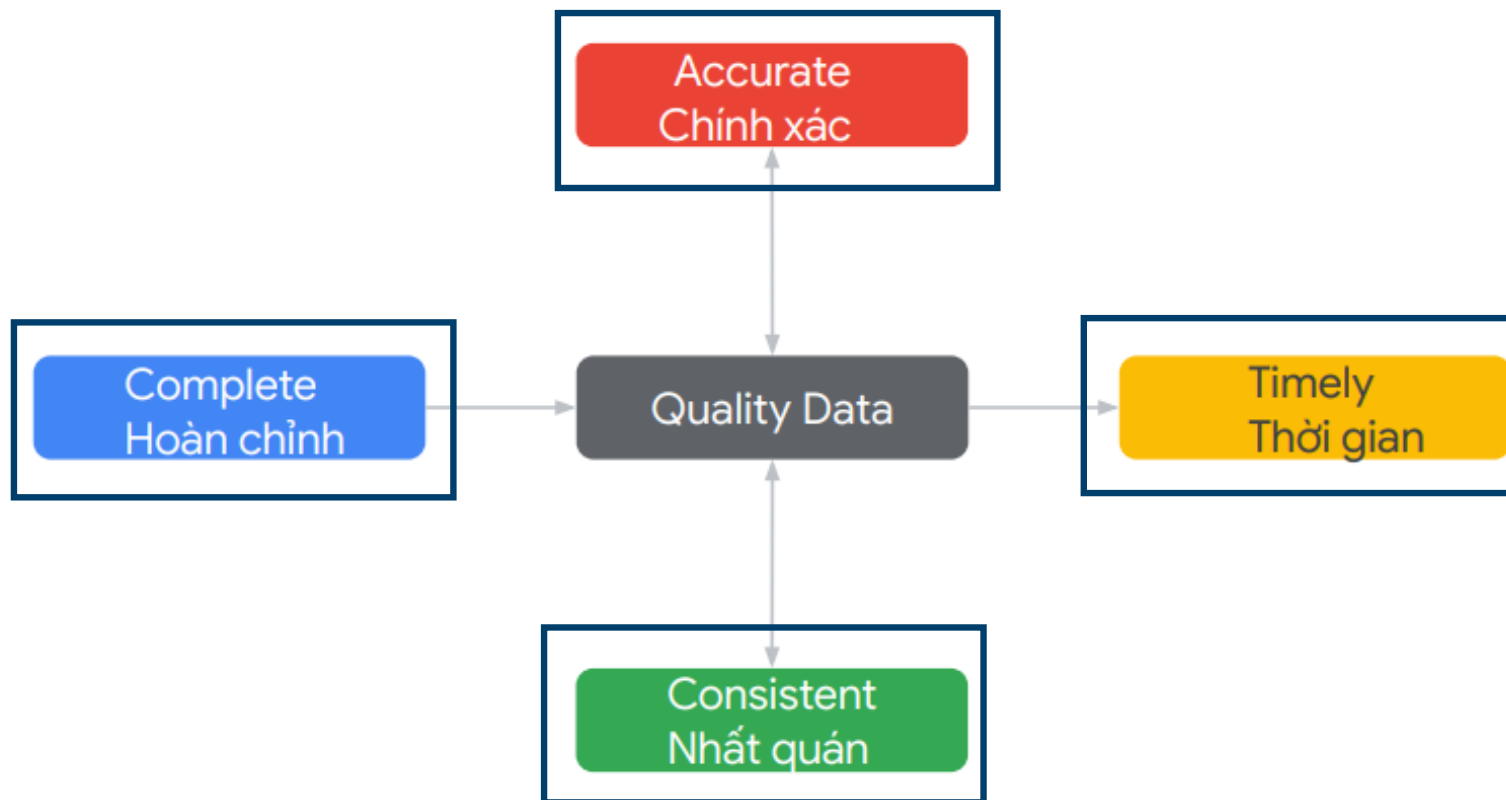 Accurate
Chính xác
Complete
Hoàn chỉnh
Quality Data
Timely
Thời gian
Consistent
Nhất quán